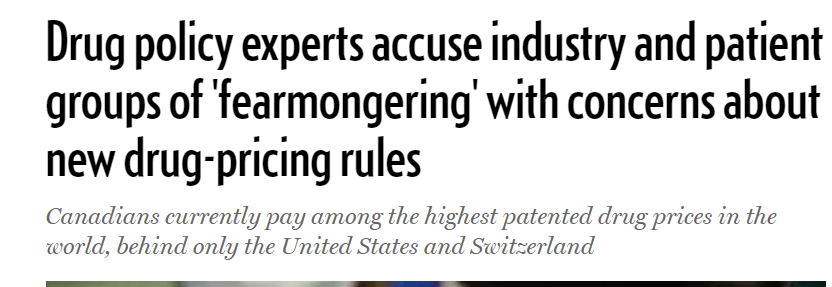 Drug policy experts accuse industry and patient
groups of 'fearmongering' with concerns about
new drug-pricing rules
Canadians currently pay among the highest patented drug prices in the
world, behind only the United States and Switzerland